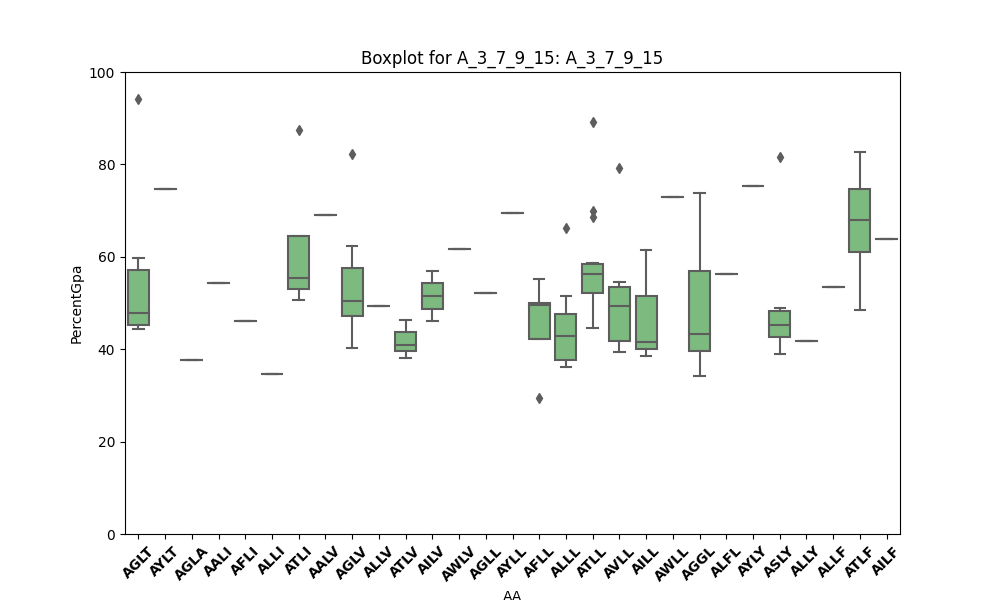 Boxplot for A_3_7_9_15: A_3_7_9_15
100
80
60
40
20
0
PercentGpa
AGLT AYLT AGLA AALI AFLI ALLI ATLI AALV AGLV ALLV ATLV AILV AWLV AGLL AYLL AFLL ALLL ATLL AVLL AILL AWLL AGGL ALFL AYLY ASLY ALLY ALLF ATLF AILF
AA